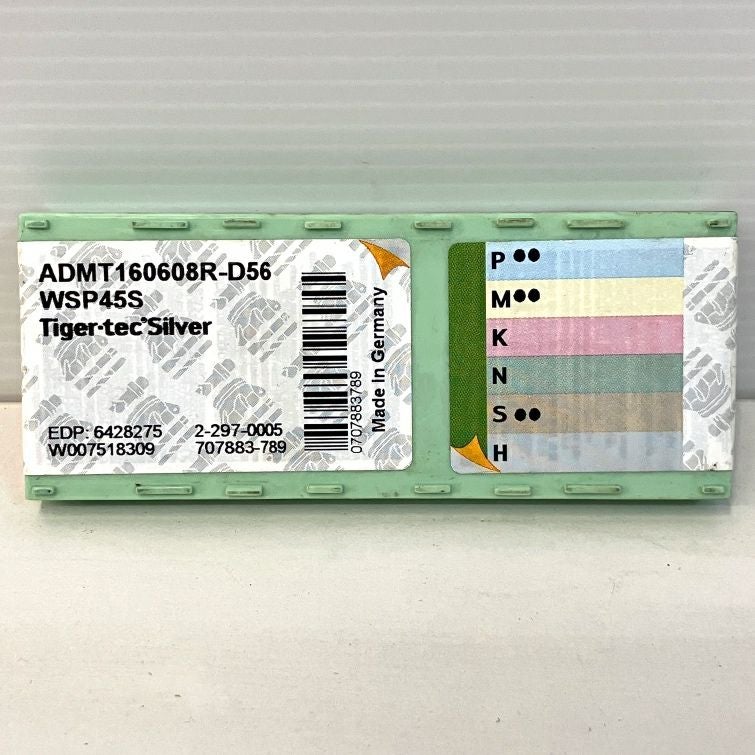 ADMT160608R-D56
WSP45S
Tiger·tec®Silver
EDP: 6428275 2-297-0005
W007518309 707883-789
0707883789
Made In Germany
P ●●
M●●
K
N
S ●●
H